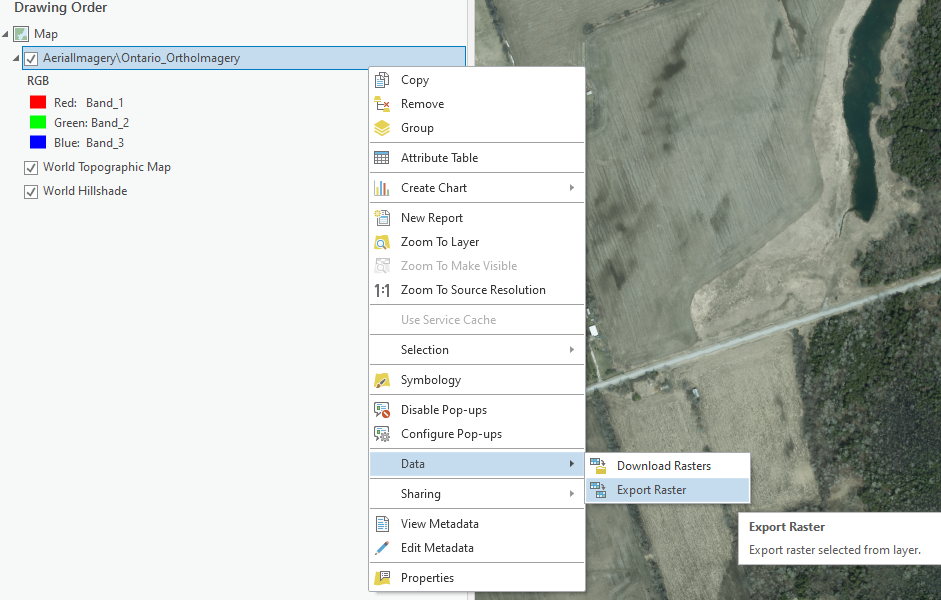 Drawing Order
Map
AerialImagery\Ontario_OrthoImagery
RGB
Red: Band_1
Green: Band_2
Blue: Band_3
World Topographic Map
World Hillshade
Copy
Remove
Group
Attribute Table
Create Chart
New Report
Zoom To Layer
Zoom To Make Visible
1:1 Zoom To Source Resolution
Use Service Cache
Selection
Symbology
Disable Pop-ups
Configure Pop-ups
Data
Sharing
View Metadata
Edit Metadata
Properties
Download Rasters
Export Raster
Export Raster
Export raster selected from layer.